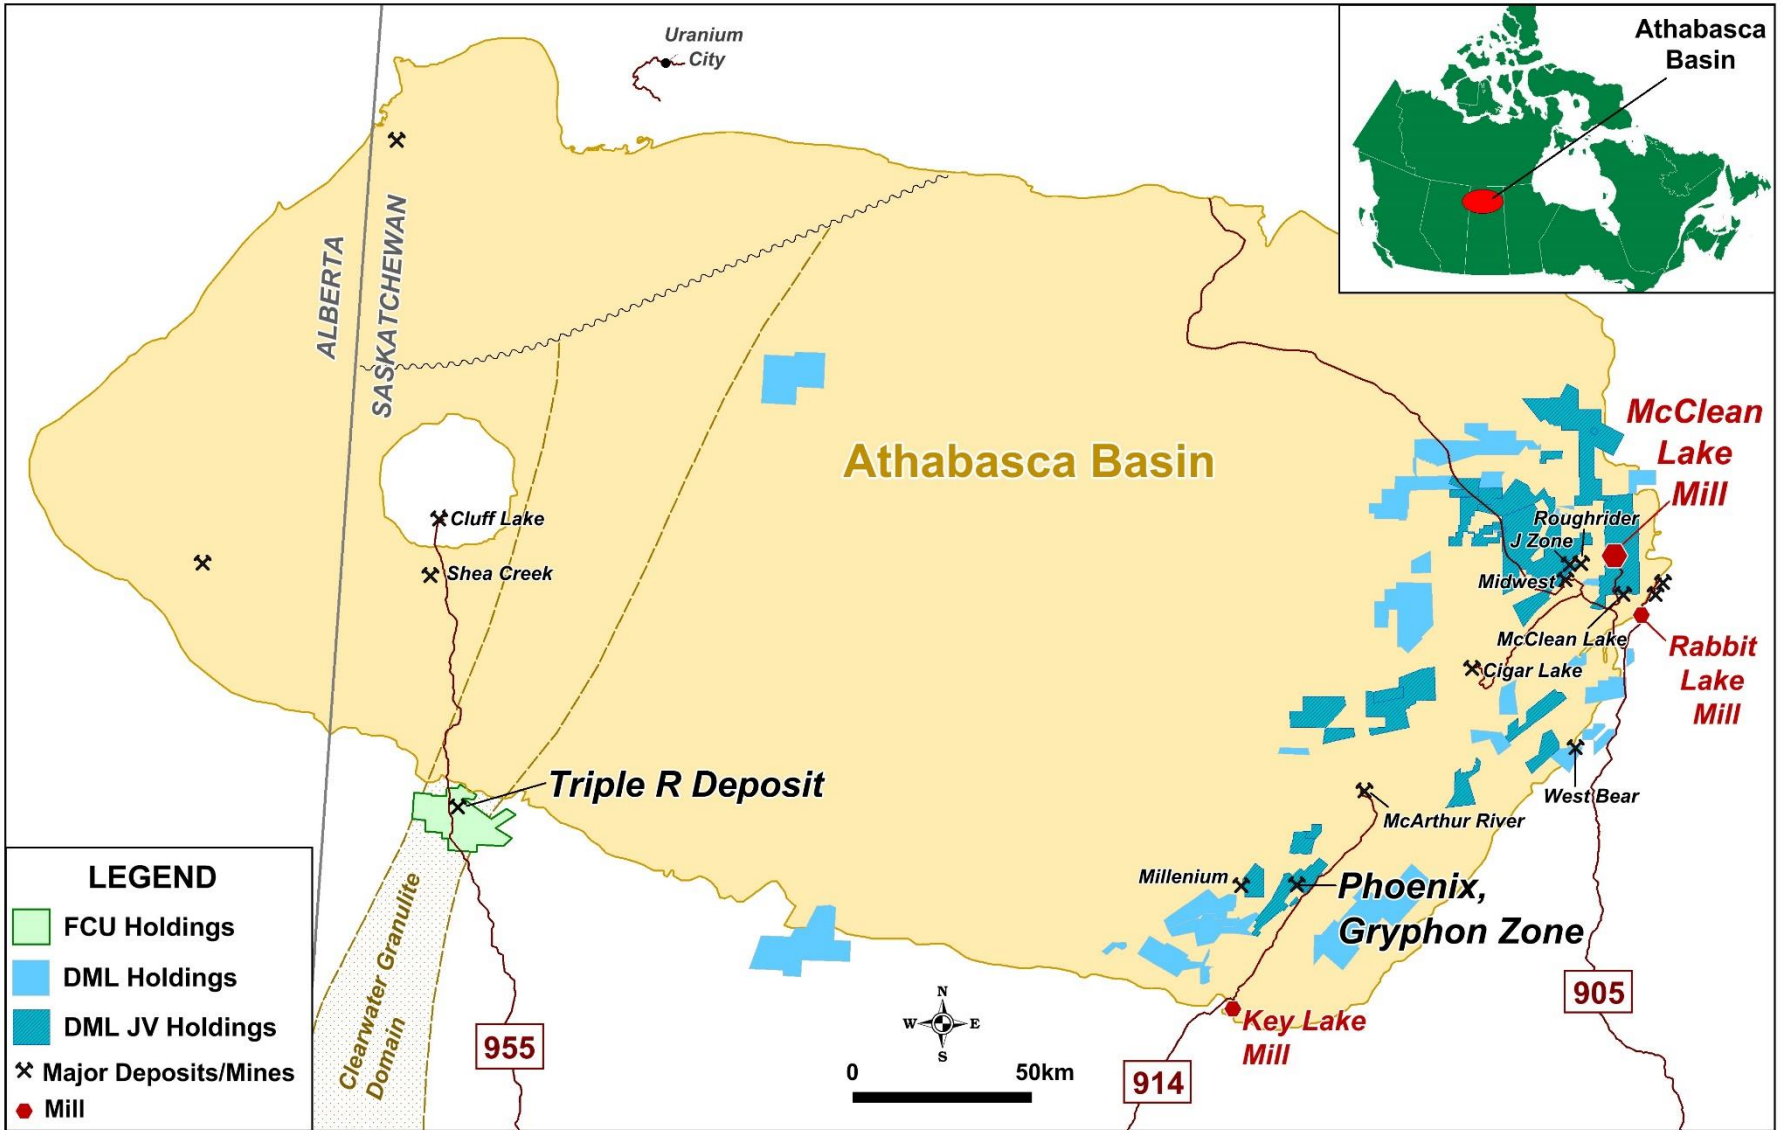 Uranium
City
Athabasca
Basin
ALBERTA
SASKATCHEWAN
Athabasca Basin
McClean
Lake
Mill
Cluff Lake
Shea Creek
Roughrider
J Zone
Midwest
McClean Lake
Cigar Lake
Rabbit
Lake
Mill
Triple R Deposit
West Bear
McArthur River
Millenium
Phoenix,
Gryphon Zone
LEGEND
FCU Holdings
DML Holdings
DML JV Holdings
Major Deposits/Mines
Mill
Clearwater Granulite
Domain
955
N
W E
S
0 50km
Key Lake
Mill
914
905